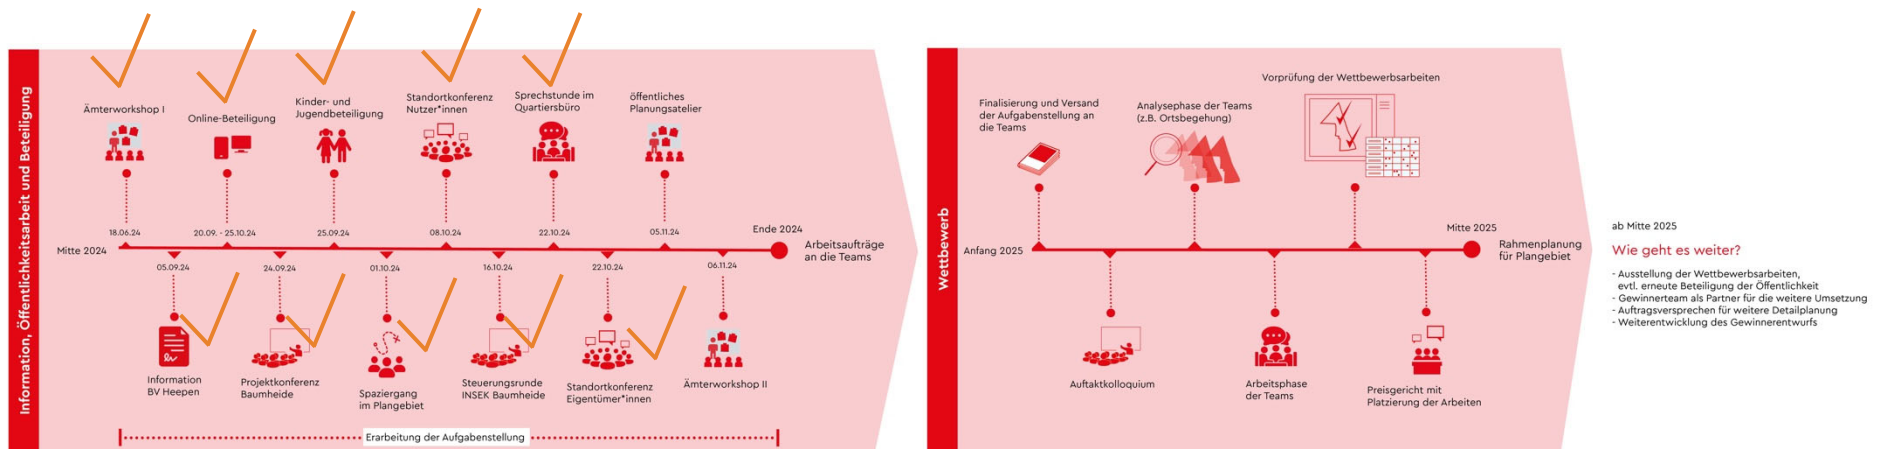 Information, Öffentlichkeitsarbeit und Beteiligung
Ämterworkshop I
Online-Beteiligung
Kinder- und
Jugendbeteiligung
Standortkonferenz
Nutzer*innen
Sprechstunde im
Quartiersbüro
öffentliches
Planungsatelier
18.06.24
20.09. - 25.10.24
25.09.24
08.10.24
22.10.24
05.11.24
Ende 2024
Mitte 2024
Arbeitsaufträge
an die Teams
05.09.24
24.09.24
01.10.24
16.10.24
22.10.24
06.11.24
Information
BV Heepen
Projektkonferenz
Baumheide
Spaziergang
im Plangebiet
Steuerungsrunde
INSEK Baumheide
Standortkonferenz
Eigentümer*innen
Ämterworkshop II
Erarbeitung der Aufgabenstellung
Wettbewerb
Finalisierung und Versand
der Aufgabenstellung an
die Teams
Analysephase der Teams
(z.B. Ortsbegehung)
Vorprüfung der Wettbewerbsarbeiten
Anfang 2025
Mitte 2025
Rahmenplanung
für Plangebiet
Auftaktkolloquium
Arbeitsphase
der Teams
Preisgericht mit
Platzierung der Arbeiten
ab Mitte 2025
Wie geht es weiter?
- Ausstellung der Wettbewerbsarbeiten,
evtl. erneute Beteiligung der Öffentlichkeit
- Gewinnerteam als Partner für die weitere Umsetzung
- Auftragsversprechen für weitere Detailplanung
- Weiterentwicklung des Gewinnerentwurfs